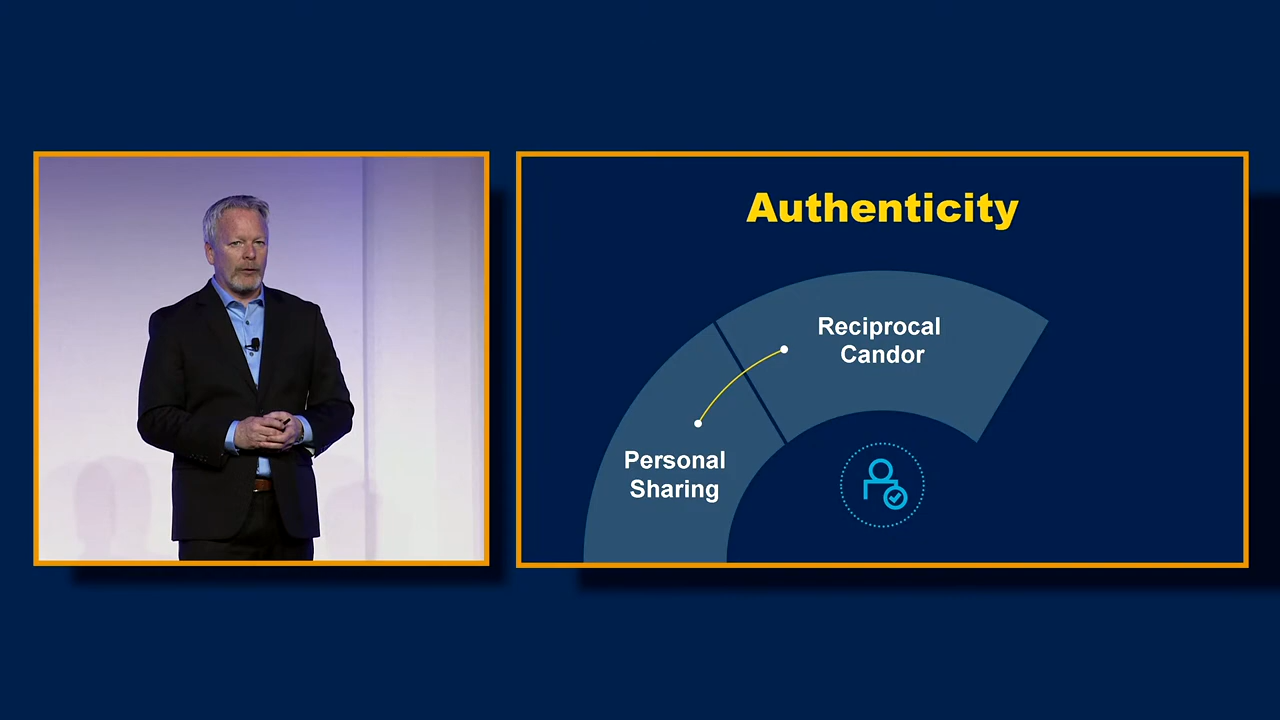 Authenticity
Reciprocal
Candor
Personal
Sharing